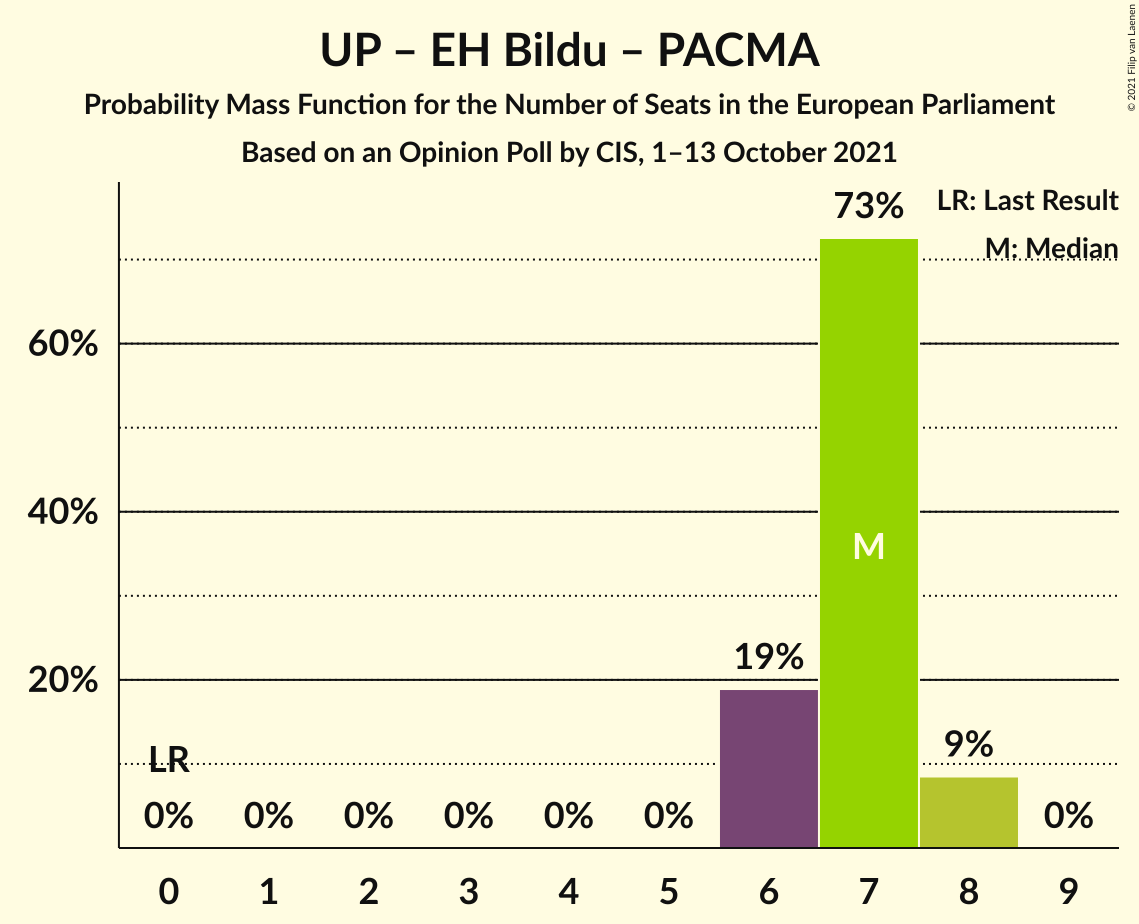 UP – EH Bildu – PACMA
Probability Mass Function for the Number of Seats in the European Parliament
Based on an Opinion Poll by CIS, 1–13 October 2021
© 2021 Filip van Laenen
LR: Last Result
M: Median
73%
60%
40%
M
20%
19%
9%
LR
0% 0% 0% 0% 0% 0% 0%
0 1 2 3 4 5 6 7 8 9